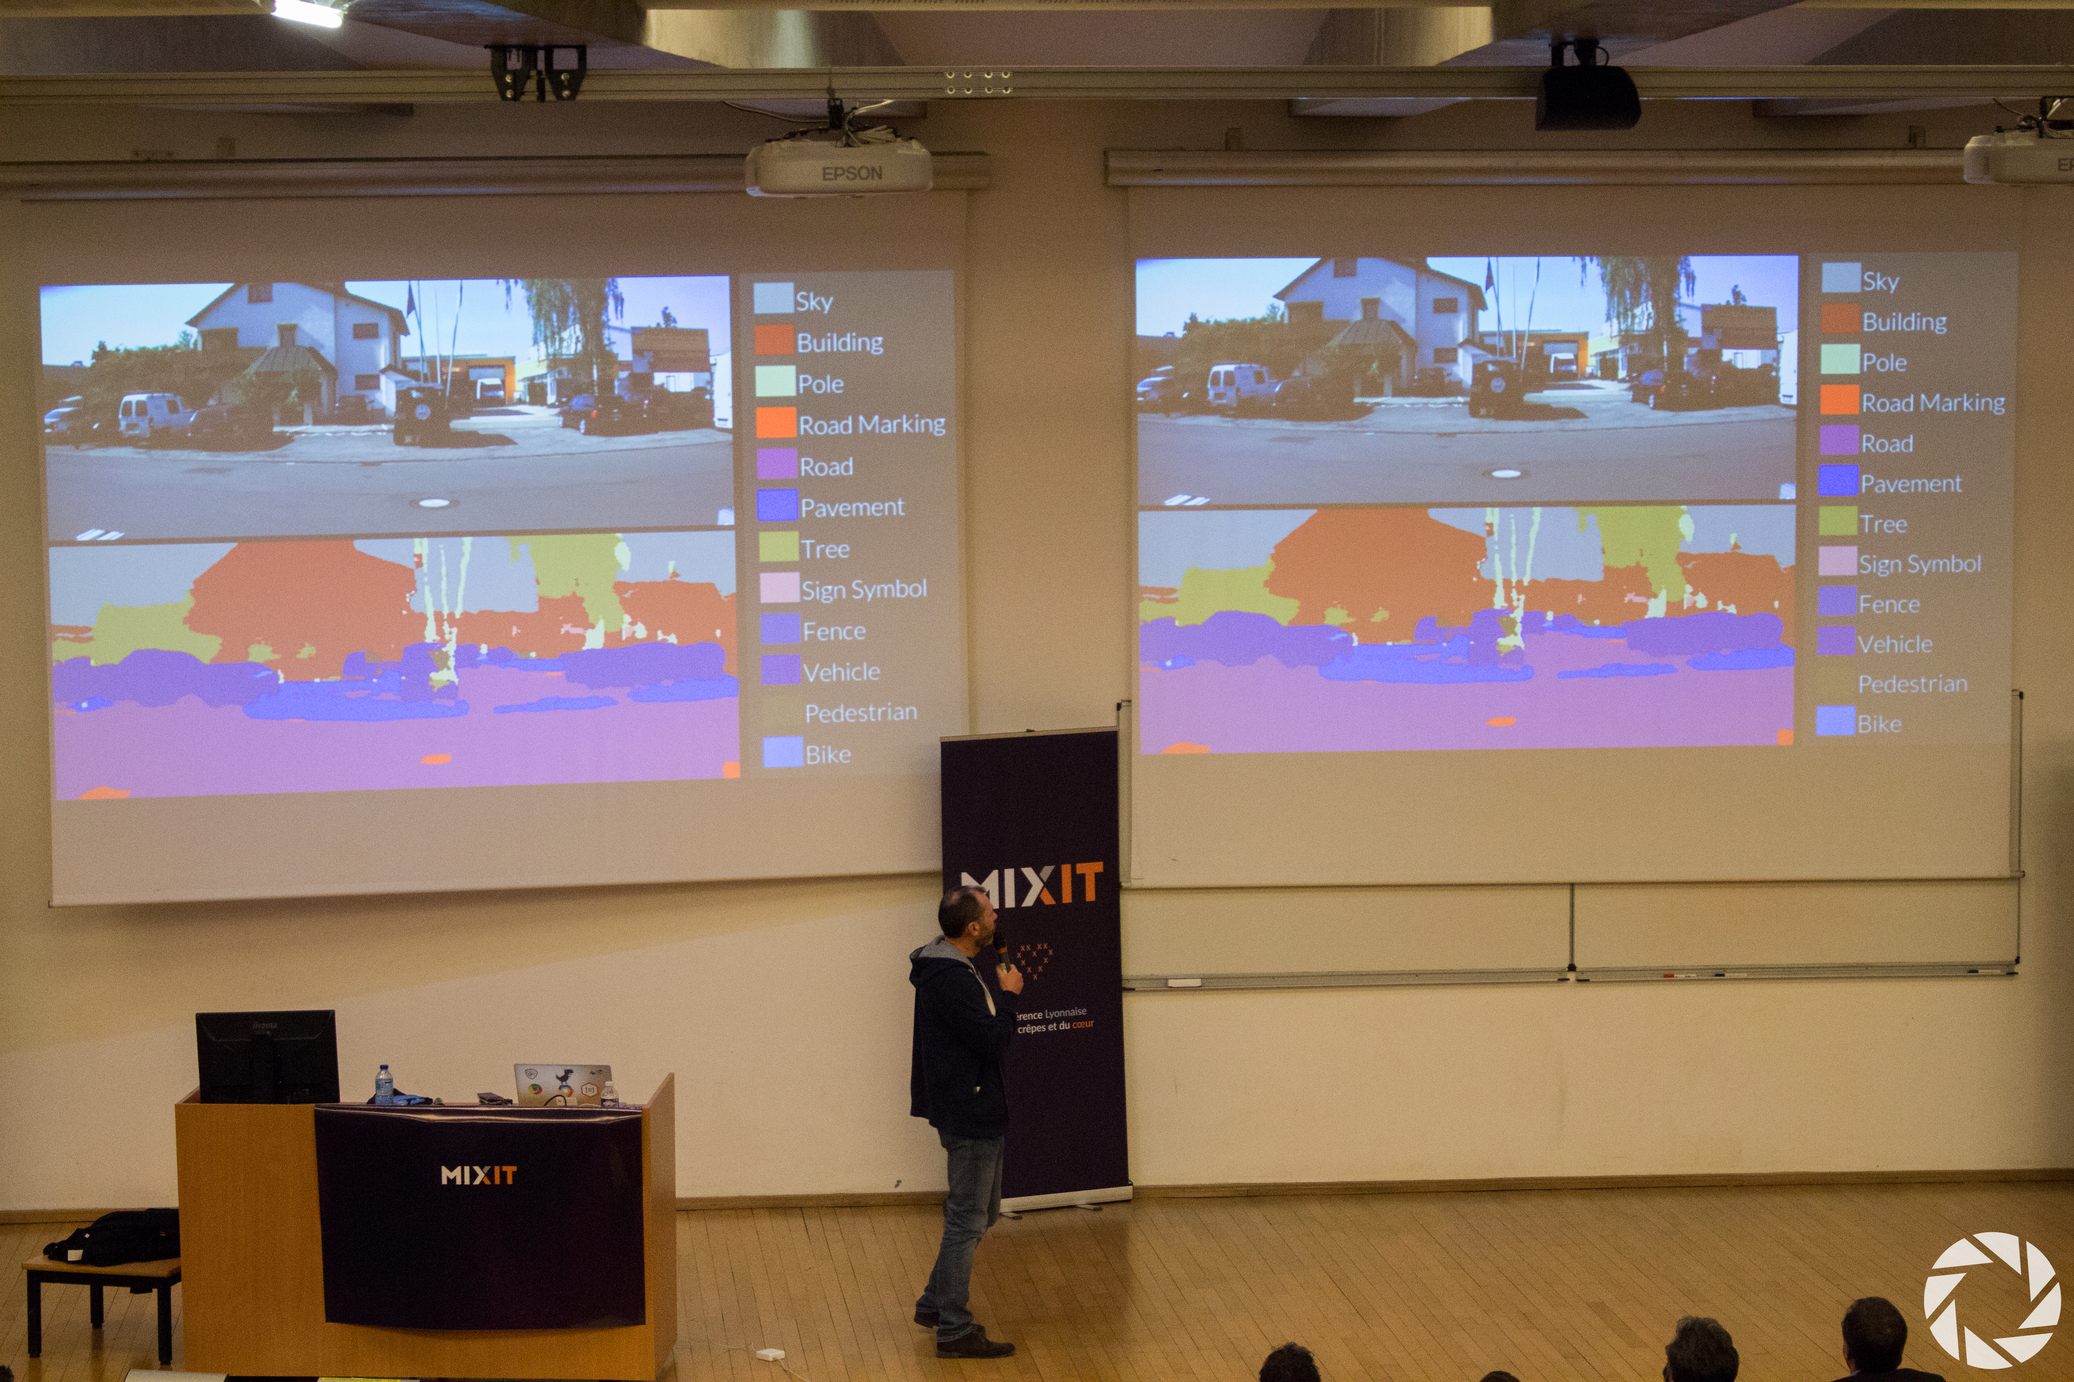 EPSON
Sky
Building
Pole
Road Marking
Road
Pavement
Tree
Sign Symbol
Fence
Vehicle
Pedestrian
Bike
Sky
Building
Pole
Road Marking
Road
Pavement
Tree
Sign Symbol
Fence
Vehicle
Pedestrian
Bike
MIXIT
Lyonnaise
crêpes et du cœur
MIXIT